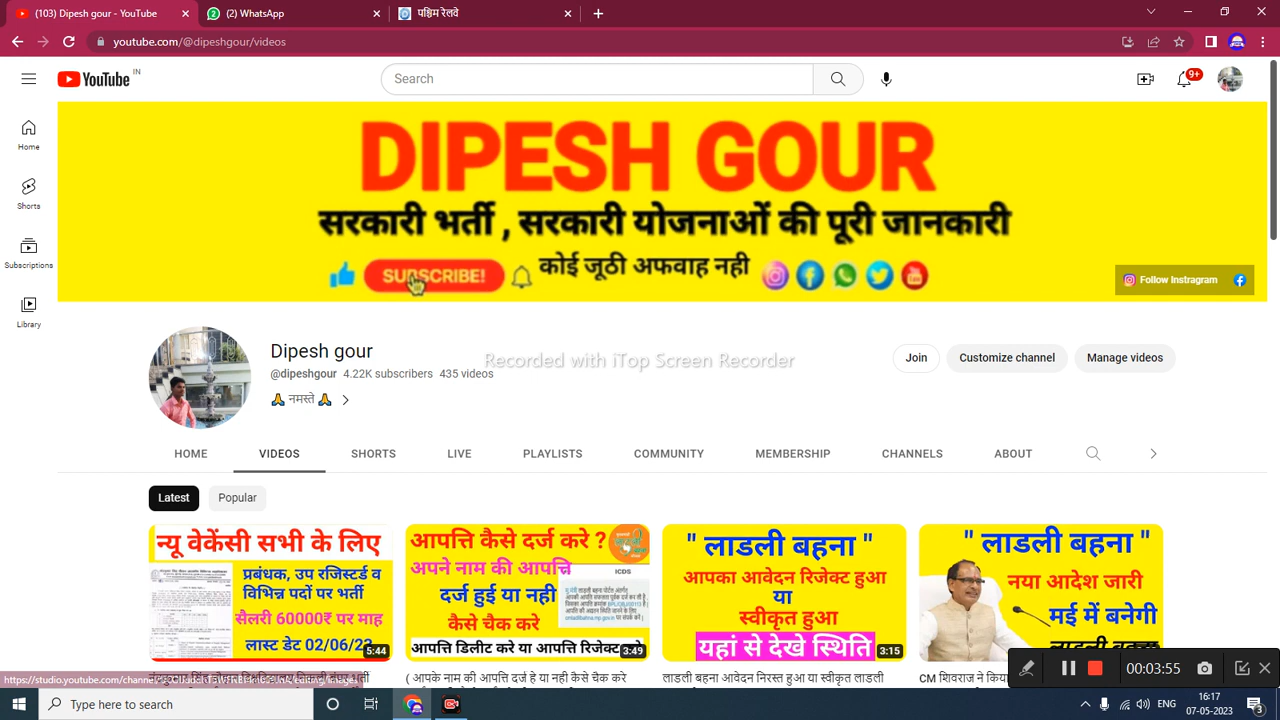 (103) Dipesh Gour - YouTube
(2) WhatsApp
पश्चिम रेलवे
youtube.com/@dipeshgour/videos
YouTube IN
Search
9+
Home
Shorts
Subscriptions
Library
DIPESH GOUR
सरकारी भर्ती , सरकारी योजनाओं की पूरी जानकारी
SUBSCRIBE!
कोई जूठी अफवाह नही
Follow Instragram
Dipesh gour
@dipeshgour 4.22K subscribers 435 videos
🙏 नमस्ते 🙏
Recorded with iTop Screen Recorder
Join
Customize channel
Manage videos
HOME
VIDEOS
SHORTS
LIVE
PLAYLISTS
COMMUNITY
MEMBERSHIP
CHANNELS
ABOUT
Latest
Popular
न्यू वेकेंसी सभी के लिए
प्रबंधक, उप रजिस्टर्ड व
विभिन्न पदों पर भर्ती
सैलरी 60000₹ पर माह
लास्ट डेट 02/06/2
5:44
आपत्ति कैसे दर्ज करे ?
अपने नाम की आपत्ति
दर्ज हुई या नही
कैसे चैक करे
ICDS
6:49
" लाडली बहना "
आपका आवेदन रिजेक्ट हुआ
या
स्वीकृत हुआ
यहां से देखे स्थिति
3:15
" लाडली बहना "
नया आदेश जारी
मई में बनेगी
( आपके नाम की आपत्ति दर्ज हे या नही कैसे चैक करे
लाडली बहना आवेदन निरस्त हुआ या स्वीकृत लाडली
CM शिवराज ने किया
00:03:55
Type here to search
16:17
07-05-2023
3